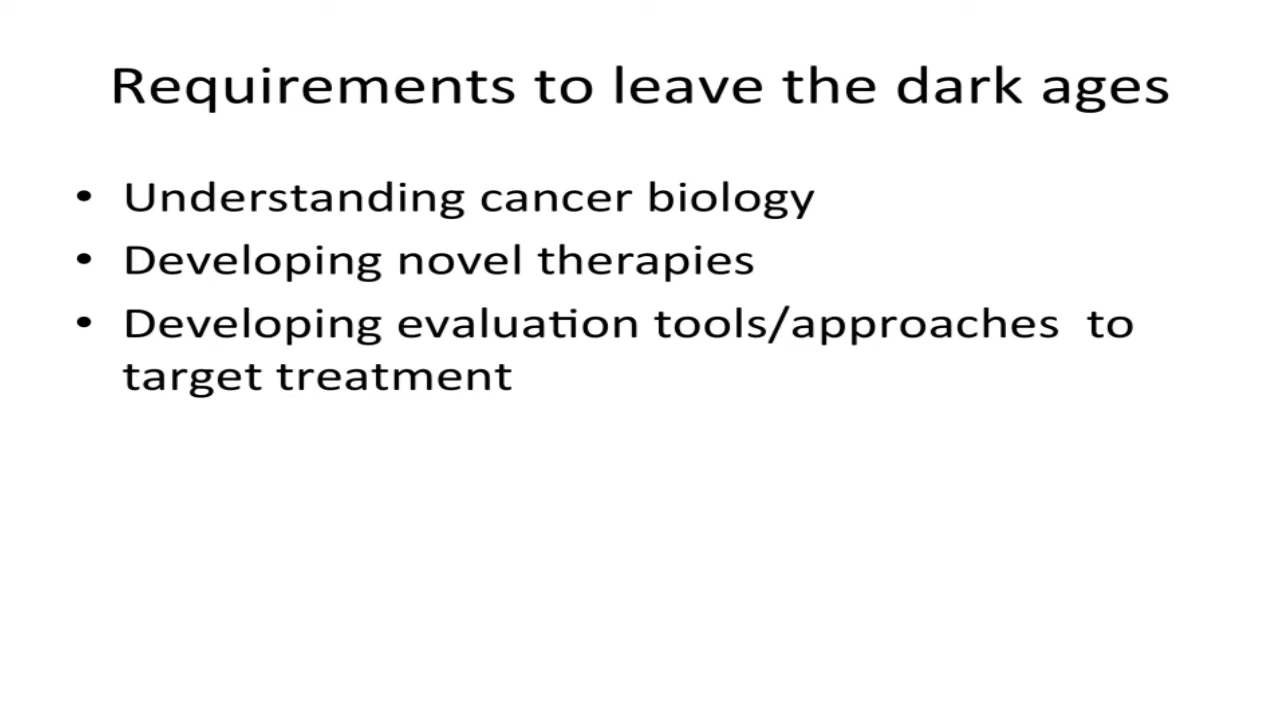 Requirements to leave the dark ages
• Understanding cancer biology
• Developing novel therapies
• Developing evaluation tools/approaches  to
target treatment